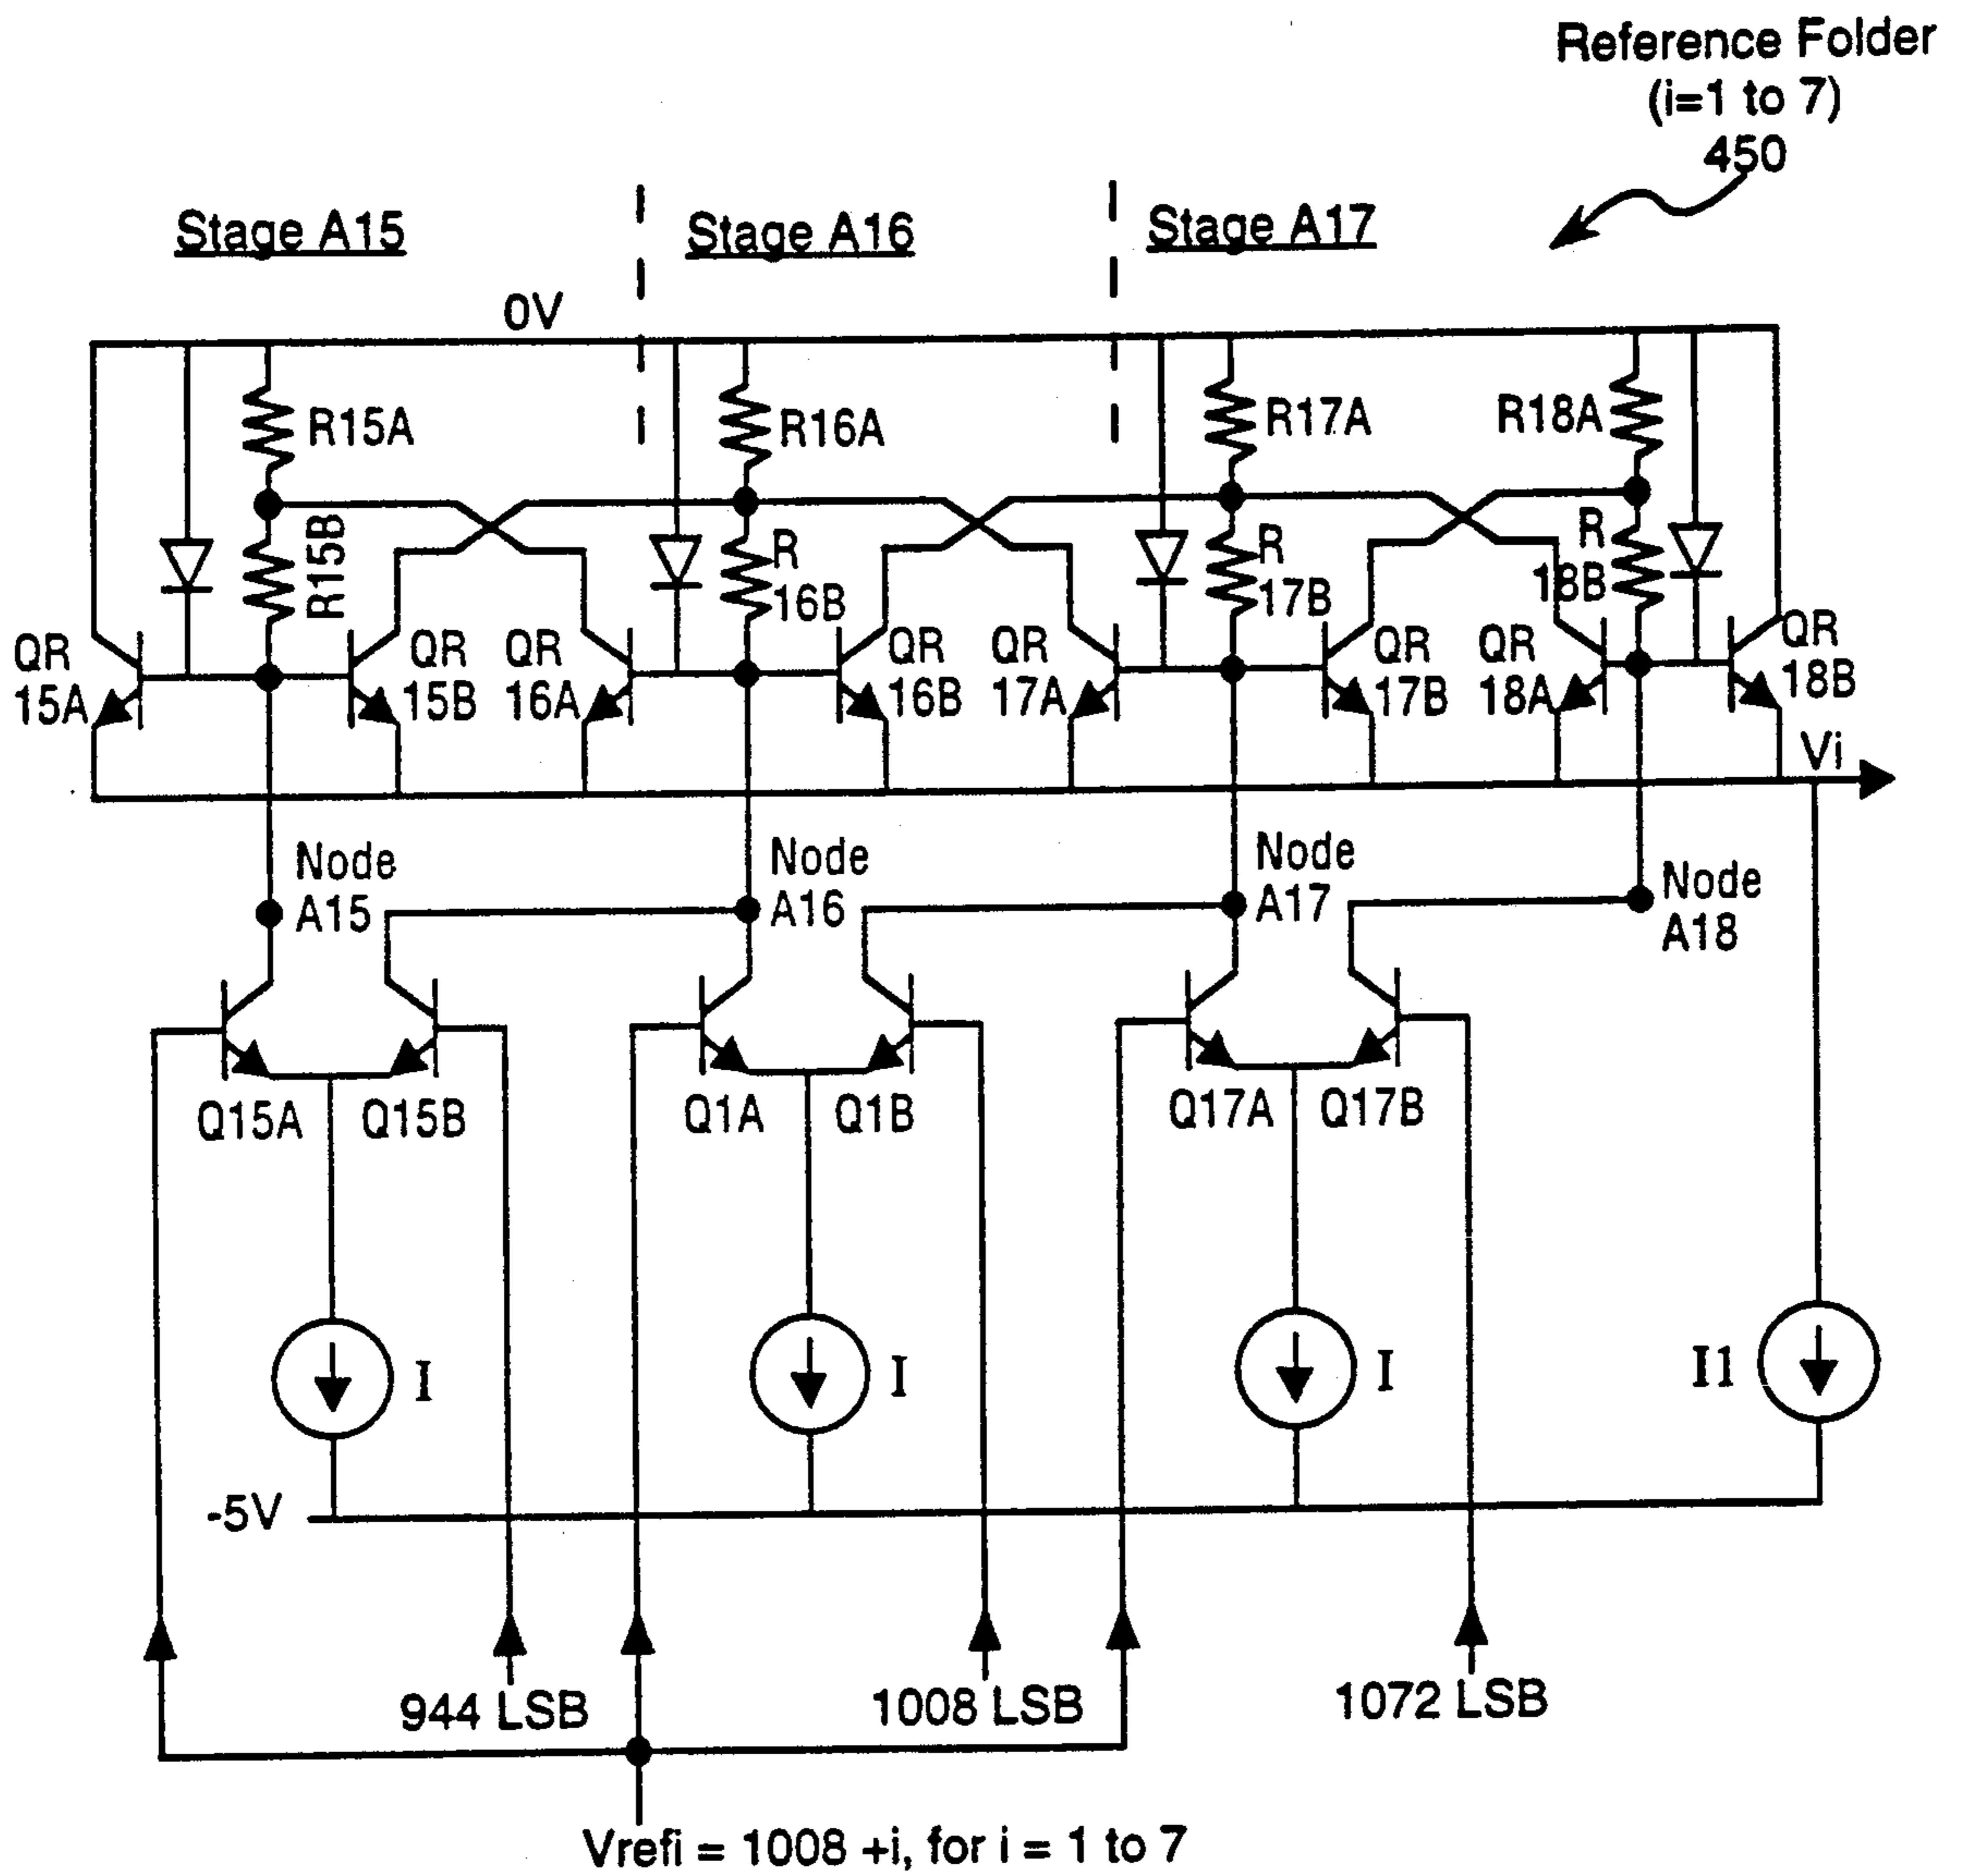 Reference Folder
(i=1 to 7)
450
Stage A15
Stage A16
Stage A17
0V
R15A
R16A
R17A
R18A
R15B
R
16B
R
17B
R
18B
QR
15A
QR
15B
QR
16A
QR
16B
QR
17A
QR
17B
QR
18A
QR
18B
Vi
Node
A15
Node
A16
Node
A17
Node
A18
Q15A
Q15B
Q1A
Q1B
Q17A
Q17B
I
I
I
I1
-5V
944 LSB
1008 LSB
1072 LSB
Vrefi = 1008 +i, for i = 1 to 7